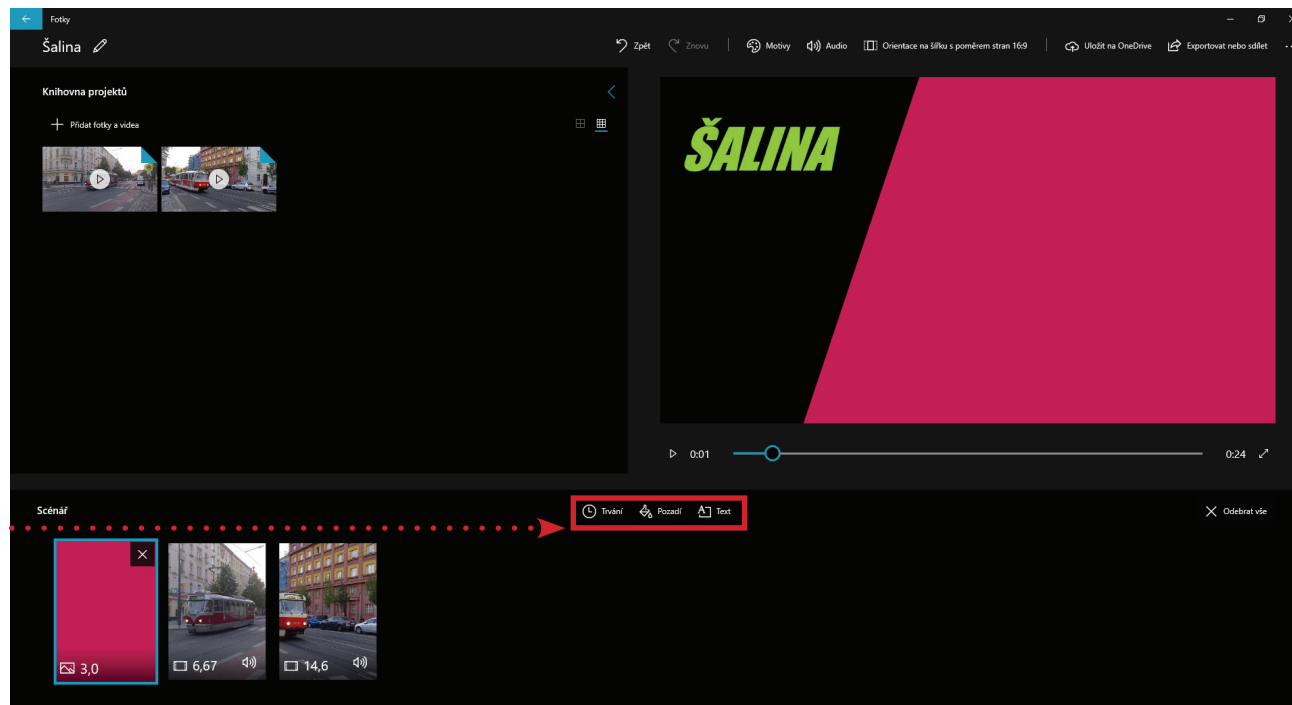 Fotky
Šalina
Zpět Znovu Motivy Audio Orientace na šířku s poměrem stran 16:9 Uložit na OneDrive Exportovat nebo sdílet
Knihovna projektů
Přidat fotky a videa
ŠALINA
0:01 0:24
Scénář Trvání Pozadí Text Odebrat vše
3,0 6,67 14,6